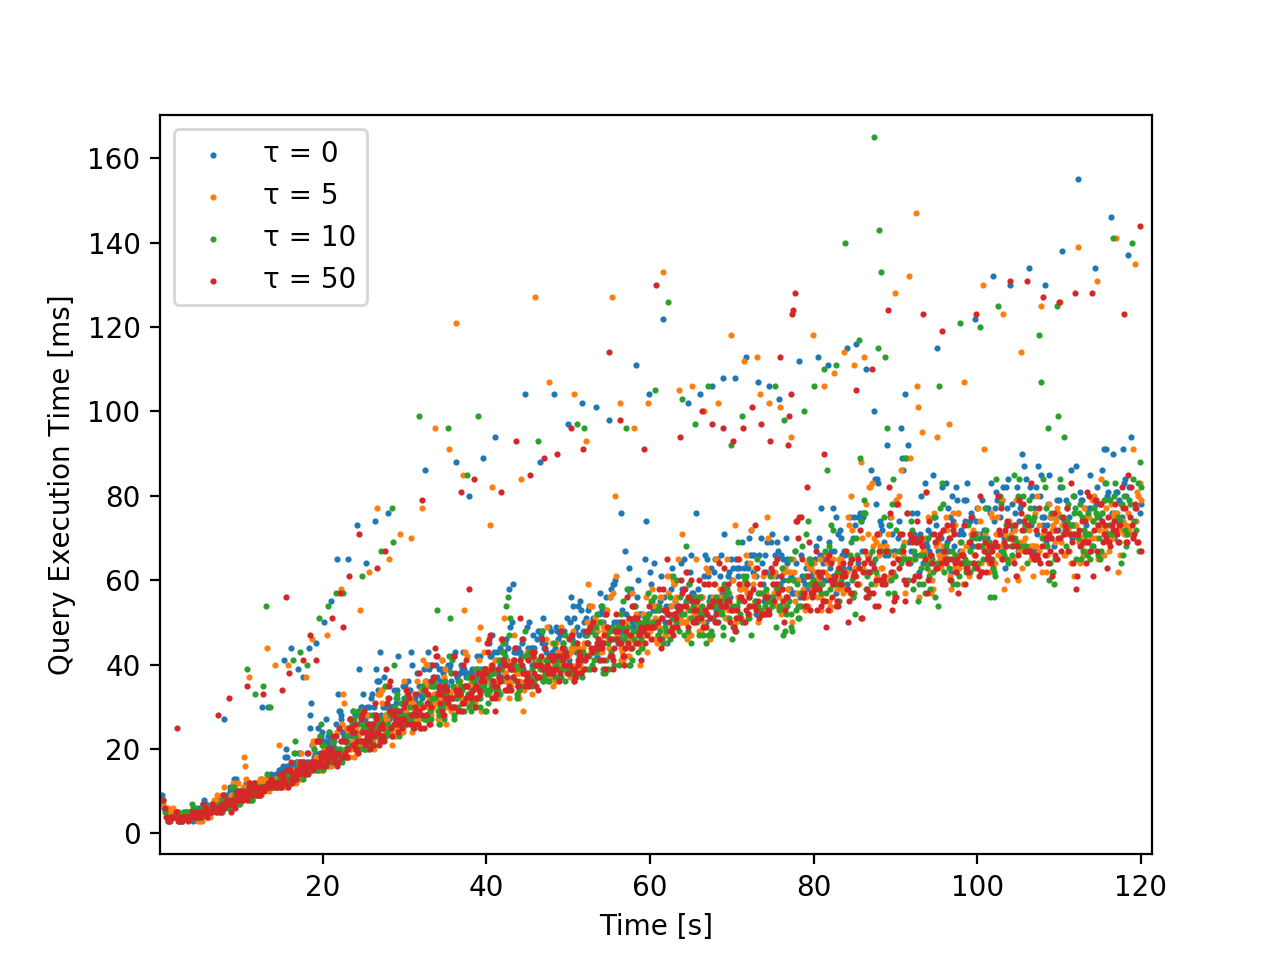 τ = 0
τ = 5
τ = 10
τ = 50
160
140
120
100
80
60
40
20
0
Query Execution Time [ms]
20 40 60 80 100 120
Time [s]